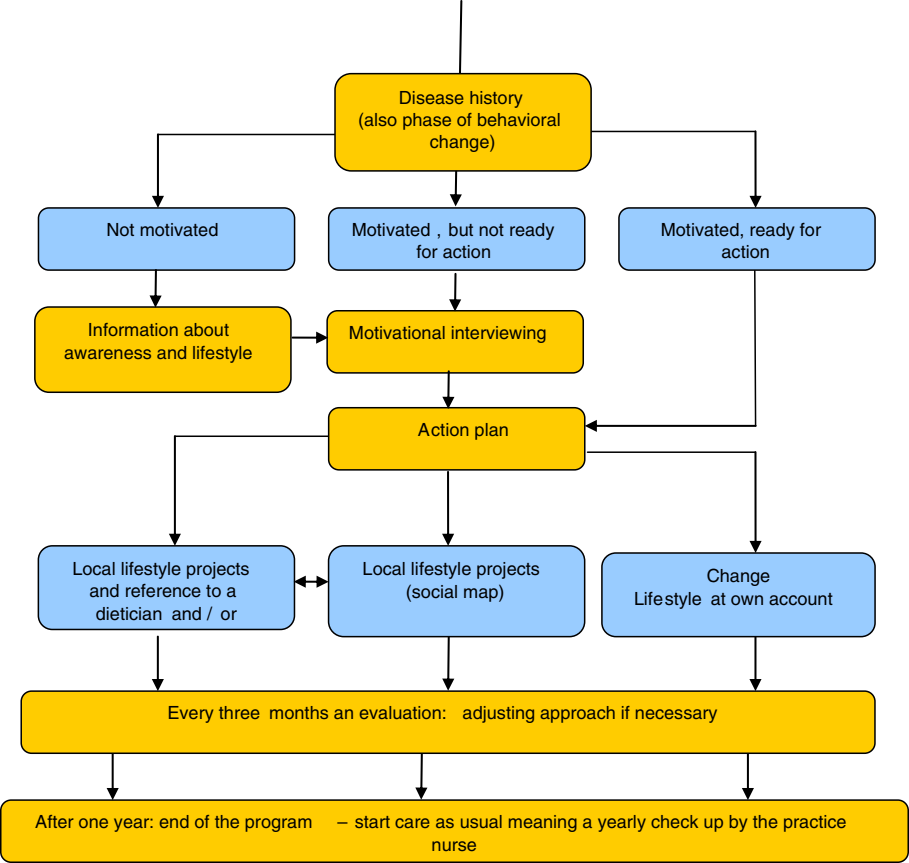 Disease history
(also phase of behavioral
change)
Not motivated
Motivated , but not ready
for action
Motivated, ready for
action
Information about
awareness and lifestyle
Motivational interviewing
Action plan
Local lifestyle projects
and reference to a
dietician and / or
Local lifestyle projects
(social map)
Change
Lifestyle at own account
Every three months an evaluation: adjusting approach if necessary
After one year: end of the program – start care as usual meaning a yearly check up by the practice
nurse